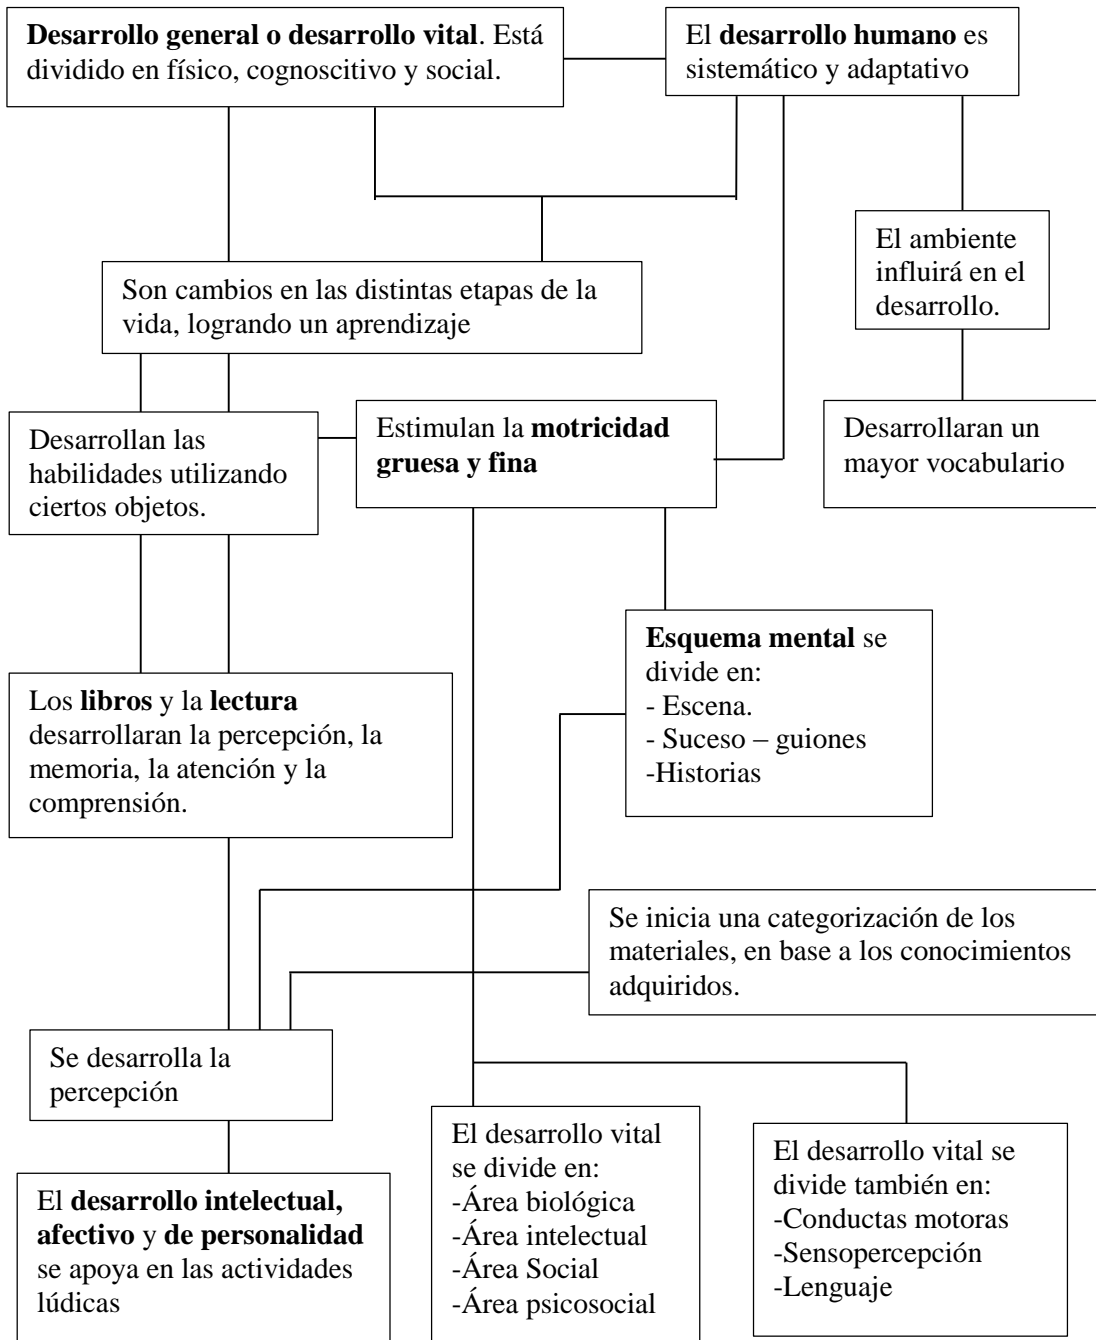 Desarrollo general o desarrollo vital. Está
dividido en físico, cognoscitivo y social.
El desarrollo humano es
sistemático y adaptativo
El ambiente
influirá en el
desarrollo.
Son cambios en las distintas etapas de la
vida, logrando un aprendizaje
Desarrollan las
habilidades utilizando
ciertos objetos.
Estimulan la motricidad
gruesa y fina
Desarrollaran un
mayor vocabulario
Esquema mental se
divide en:
- Escena.
- Suceso – guiones
-Historias
Los libros y la lectura
desarrollaran la percepción, la
memoria, la atención y la
comprensión.
Se inicia una categorización de los
materiales, en base a los conocimientos
adquiridos.
Se desarrolla la
percepción
El desarrollo vital
se divide en:
-Área biológica
-Área intelectual
-Área Social
-Área psicosocial
El desarrollo vital se
divide también en:
-Conductas motoras
-Sensopercepción
-Lenguaje
El desarrollo intelectual,
afectivo y de personalidad
se apoya en las actividades
lúdicas